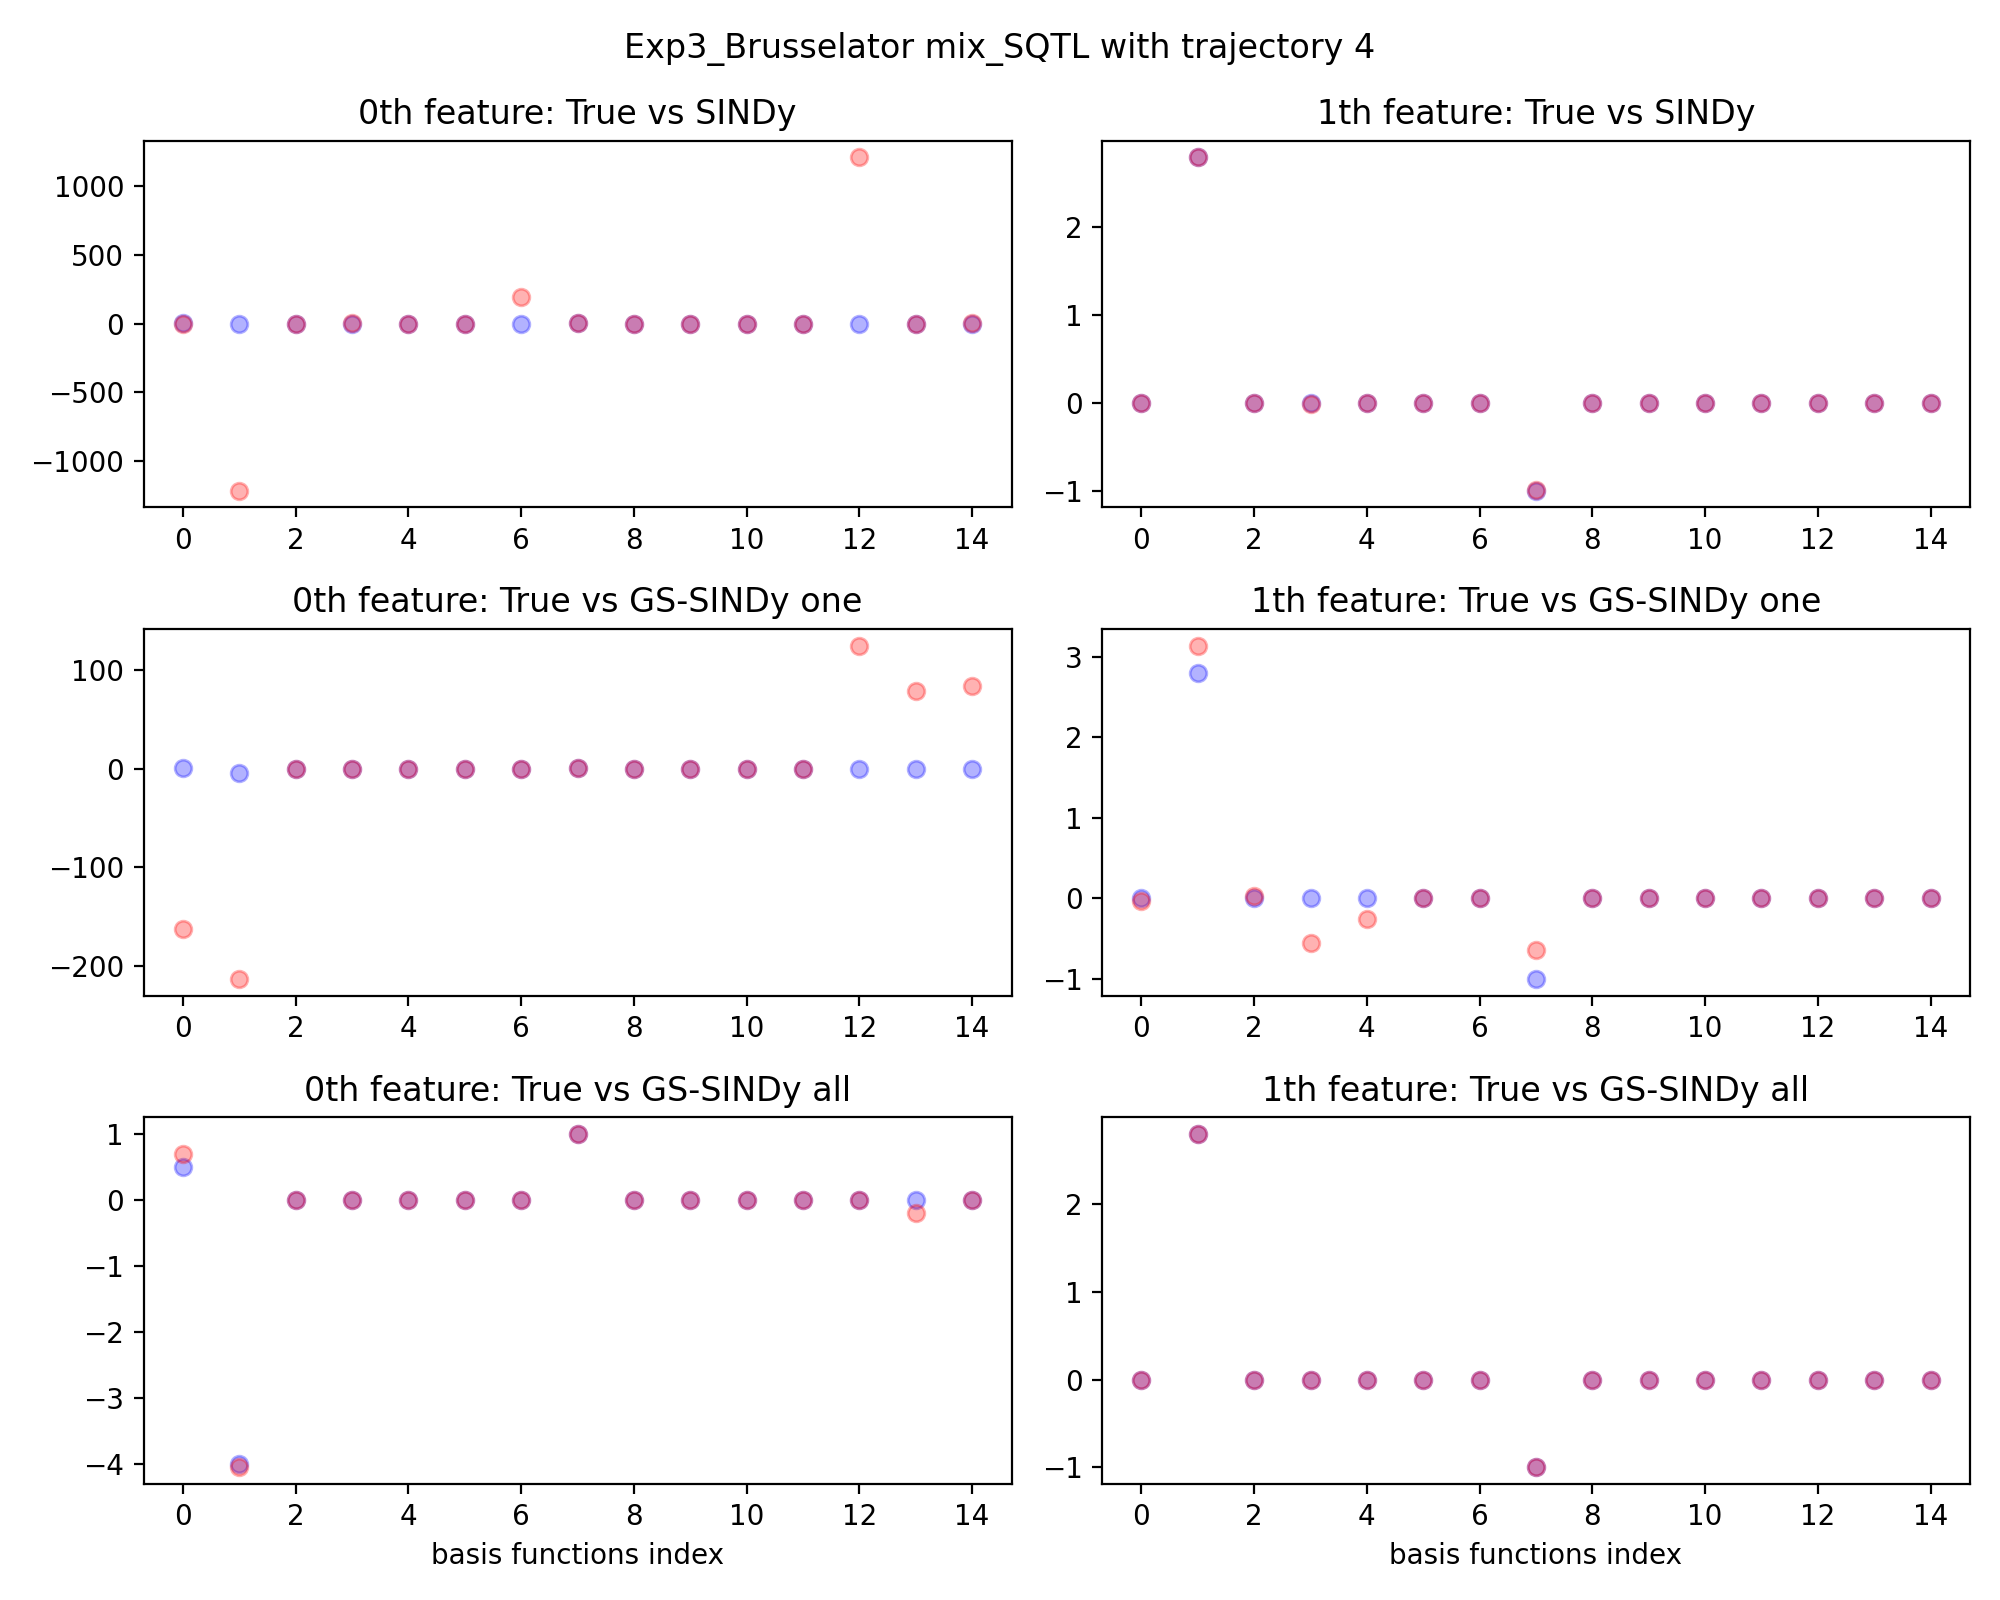 Exp3_Brusselator mix_SQTL with trajectory 4
0th feature: True vs SINDy
1000
500
0
−500
−1000
0 2 4 6 8 10 12 14
1th feature: True vs SINDy
2
1
0
−1
0 2 4 6 8 10 12 14
0th feature: True vs GS-SINDy one
100
0
−100
−200
0 2 4 6 8 10 12 14
1th feature: True vs GS-SINDy one
3
2
1
0
−1
0 2 4 6 8 10 12 14
0th feature: True vs GS-SINDy all
1
0
−1
−2
−3
−4
0 2 4 6 8 10 12 14
basis functions index
1th feature: True vs GS-SINDy all
2
1
0
−1
0 2 4 6 8 10 12 14
basis functions index